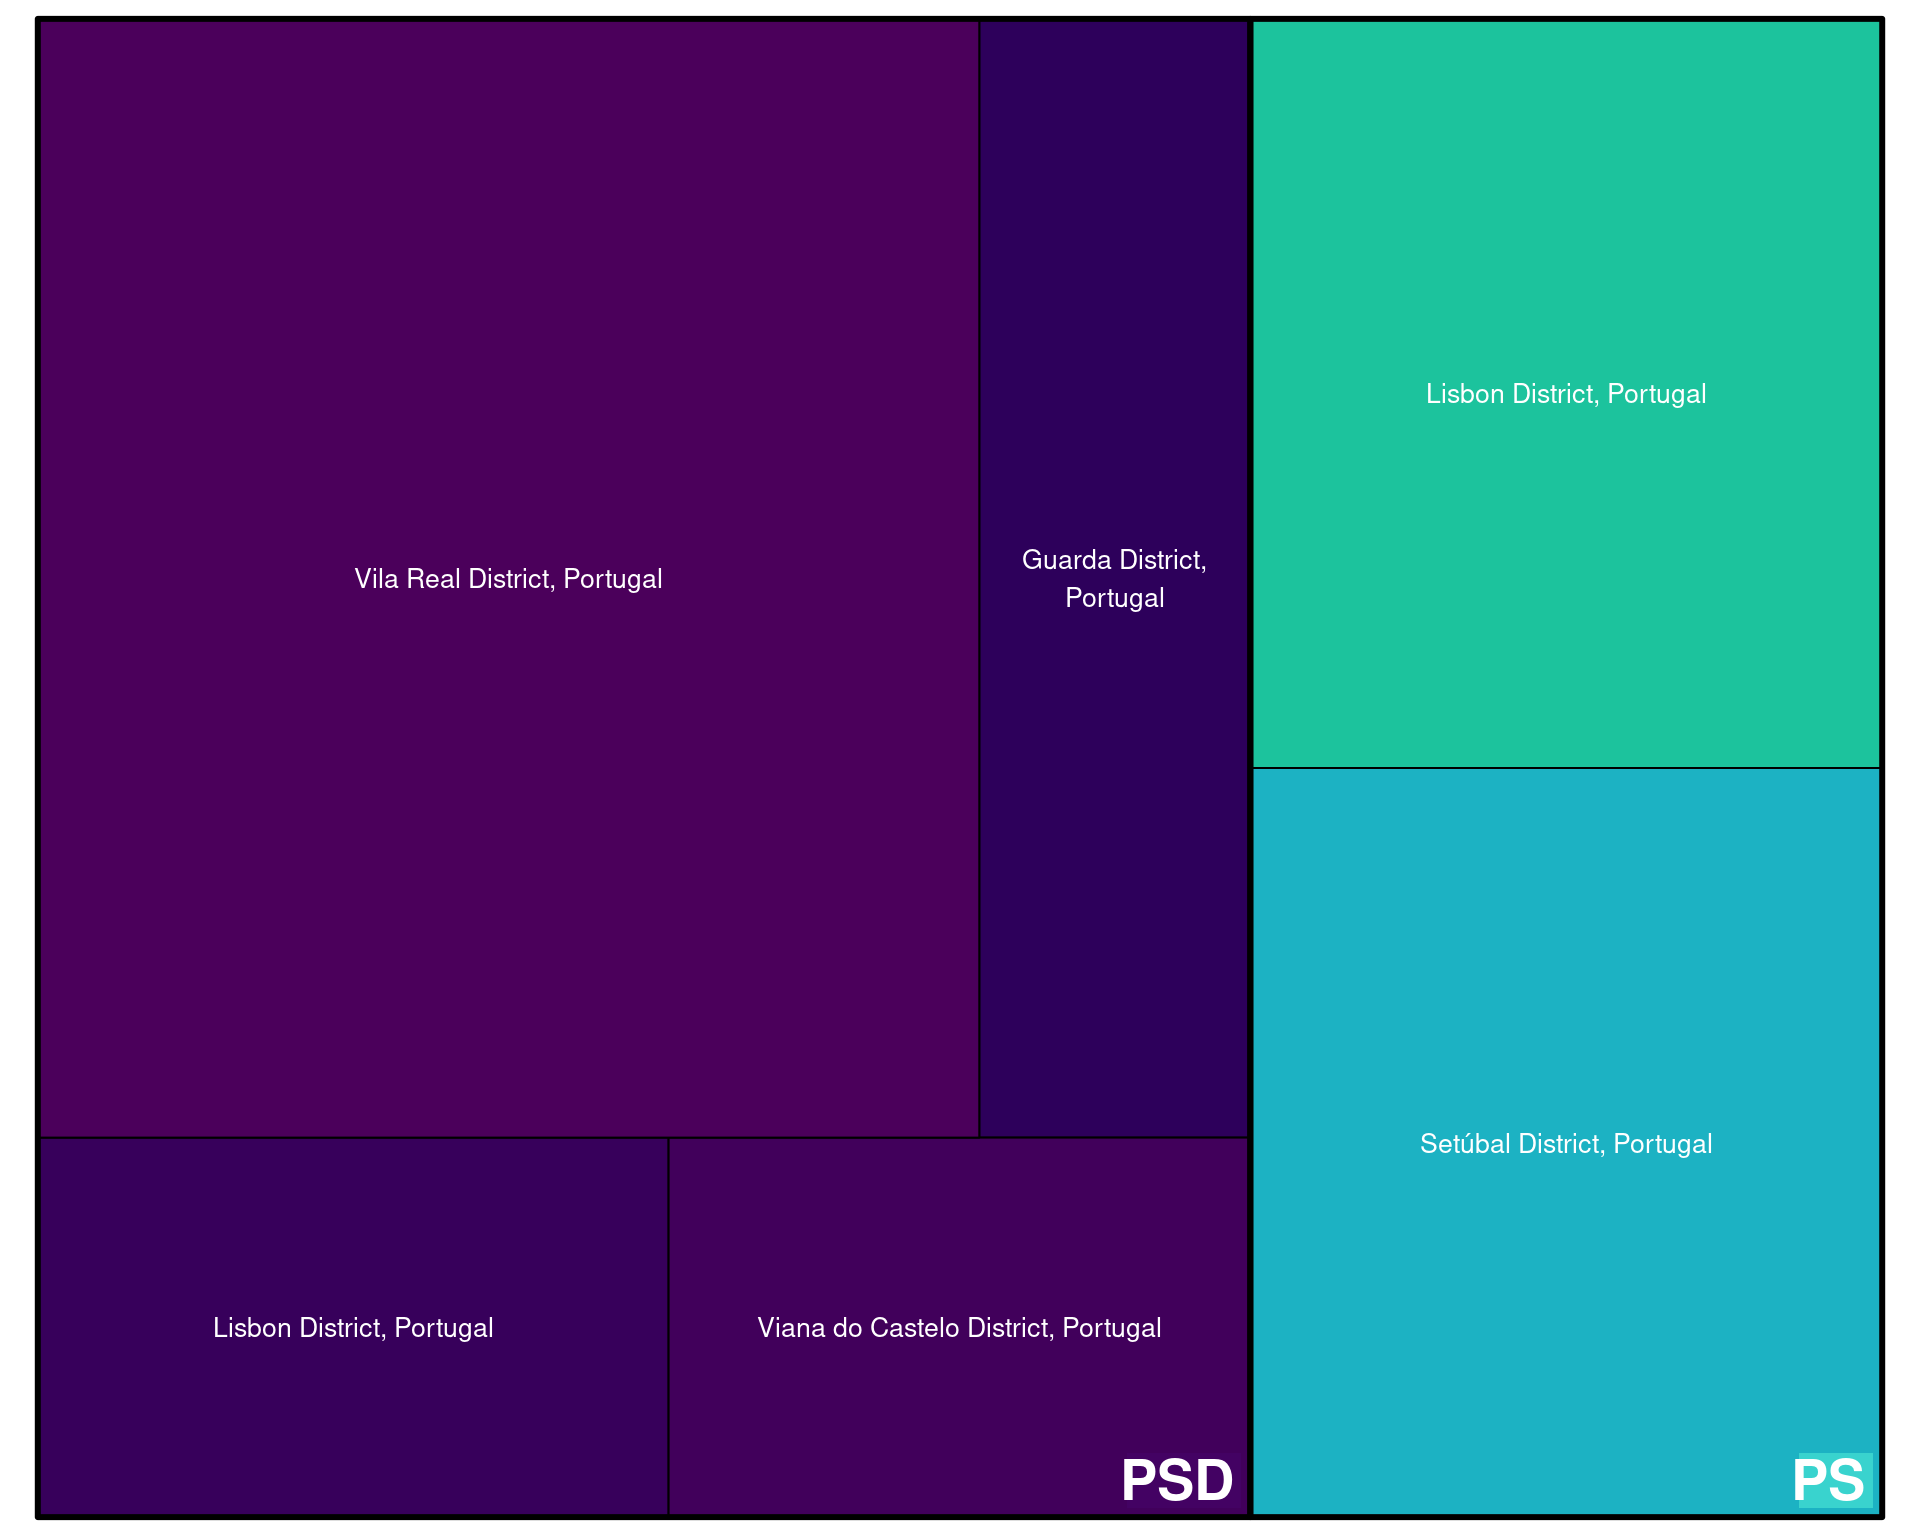 Vila Real District, Portugal
Guarda District,
Portugal
Lisbon District, Portugal
Viana do Castelo District, Portugal
PSD
Lisbon District, Portugal
Setúbal District, Portugal
PS